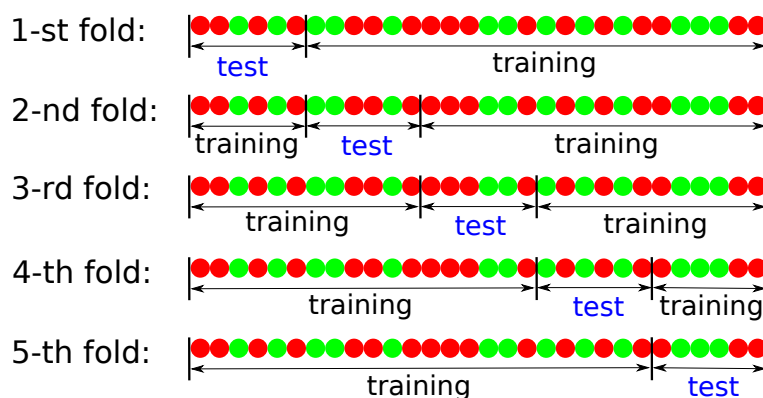 1-st fold:
test training
2-nd fold:
training test training
3-rd fold:
training test training
4-th fold:
training test training
5-th fold:
training test